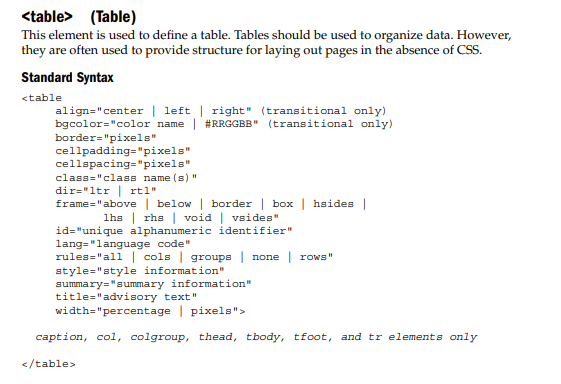 <table> (Table)
This element is used to define a table. Tables should be used to organize data. However,
they are often used to provide structure for laying out pages in the absence of CSS.
Standard Syntax
<table
align="center | left | right" (transitional only)
bgcolor="color name | #RRGGBB" (transitional only)
border="pixels"
cellpadding="pixels"
cellspacing="pixels"
class="class name(s)"
dir="ltr | rtl"
frame="above | below | border | box | hsides |
lhs | rhs | void | vsides"
id="unique alphanumeric identifier"
lang="language code"
rules="all | cols | groups | none | rows"
style="style information"
summary="summary information"
title="advisory text"
width="percentage | pixels">
caption, col, colgroup, thead, tbody, tfoot, and tr elements only
</table>